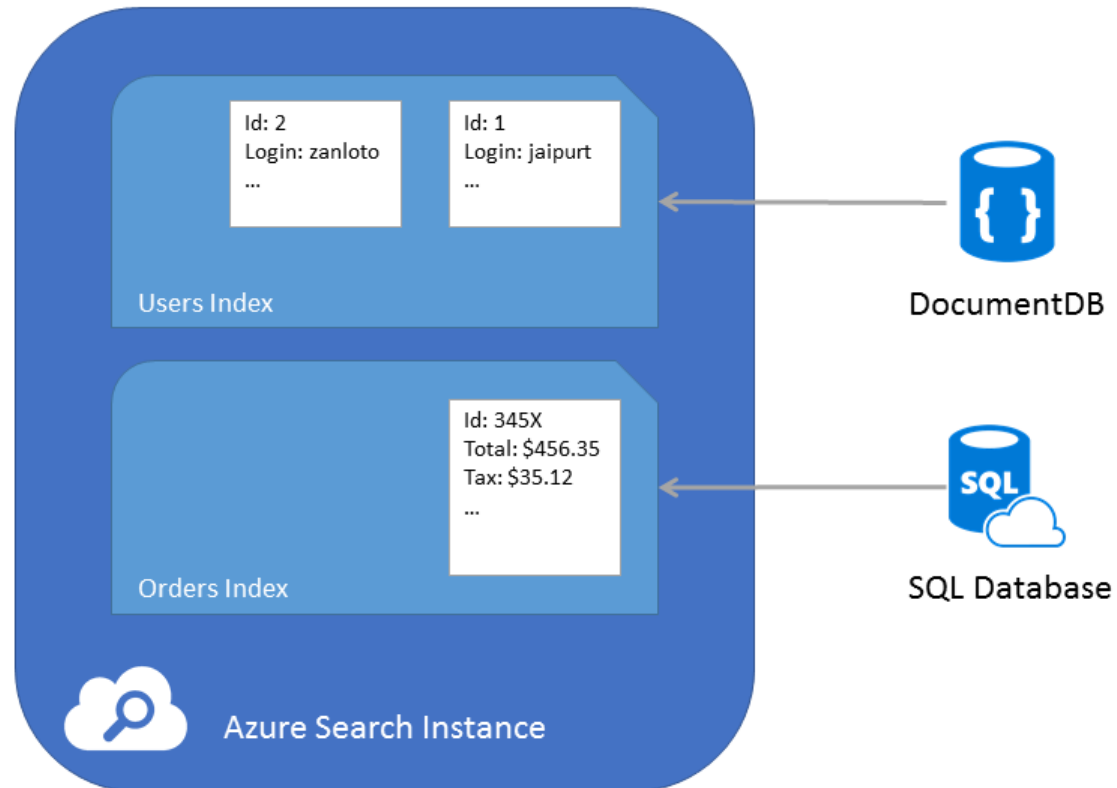 Id: 2
Login: zanloto
...
Id: 1
Login: jaipurt
...
Users Index
{ }
DocumentDB
Id: 345X
Total: $456.35
Tax: $35.12
...
Orders Index
SQL
SQL Database
Azure Search Instance